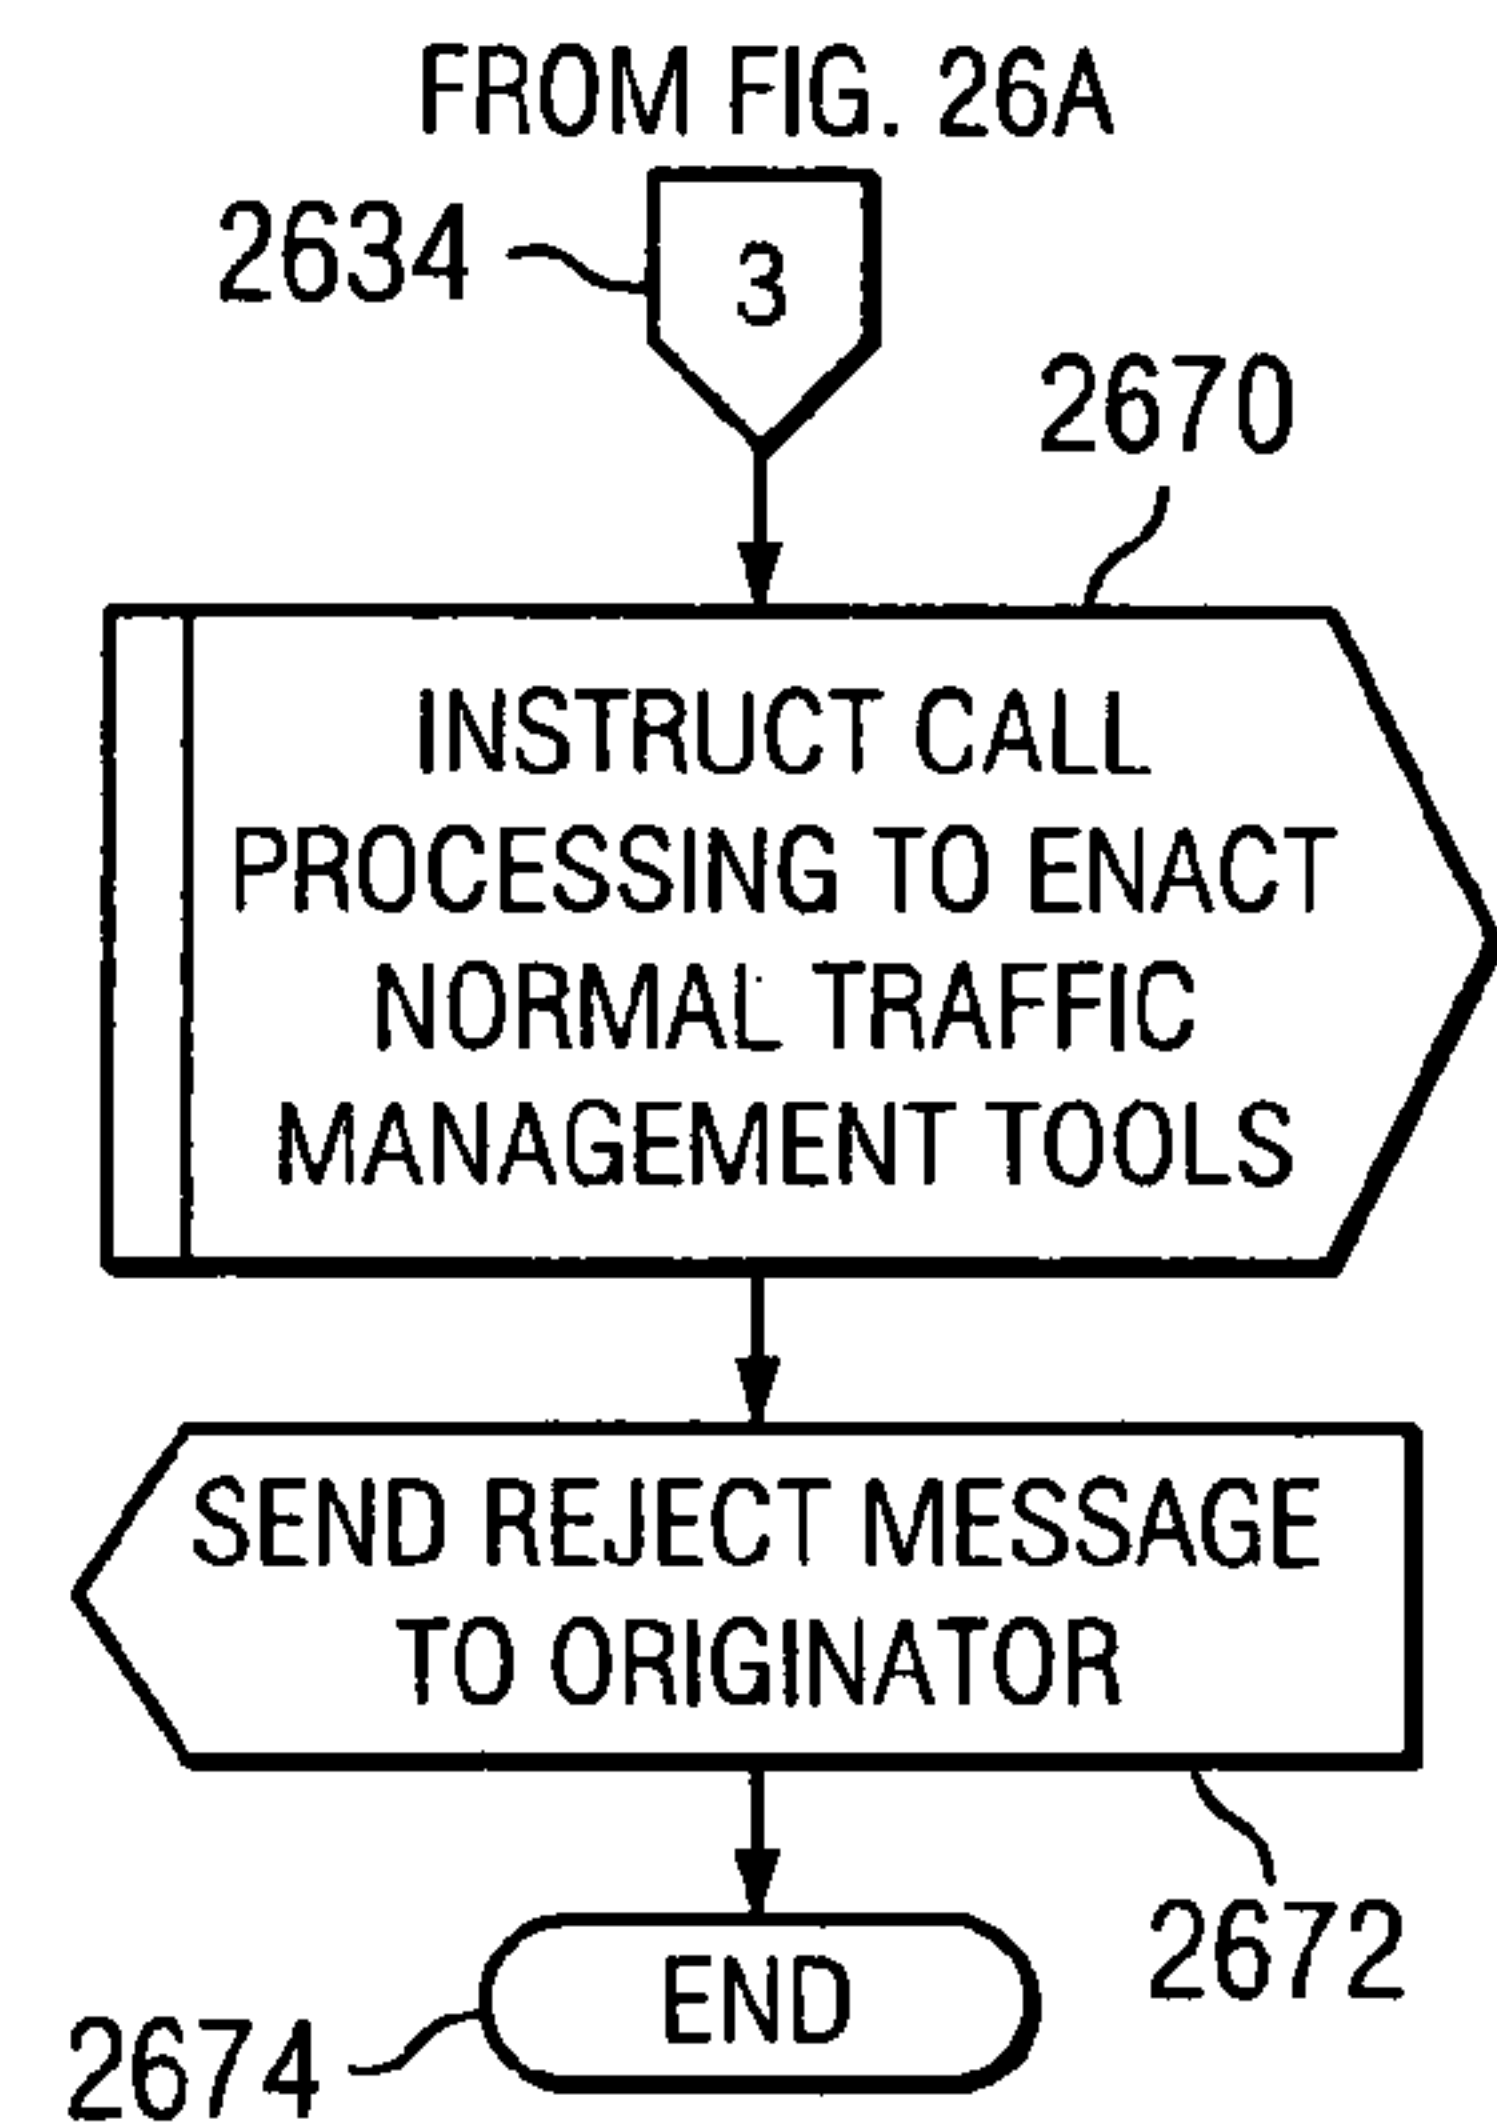 FROM FIG. 26A
2634
3
2670
INSTRUCT CALL
PROCESSING TO ENACT
NORMAL TRAFFIC
MANAGEMENT TOOLS
SEND REJECT MESSAGE
TO ORIGINATOR
2672
END
2674